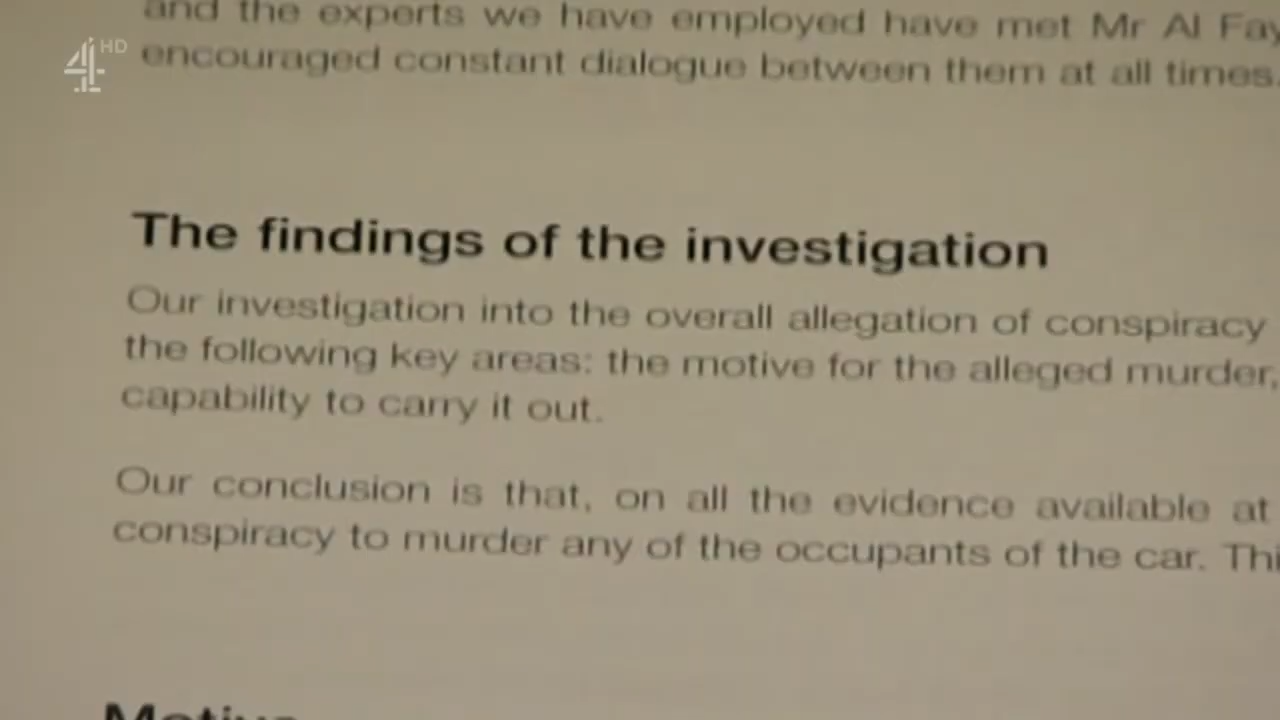 4 HD
and the experts we have employed have met Mr Al Fay
encouraged constant dialogue between them at all times.
The findings of the investigation
Our investigation into the overall allegation of conspiracy
the following key areas: the motive for the alleged murder,
capability to carry it out.
Our conclusion is that, on all the evidence available at
conspiracy to murder any of the occupants of the car. Thi
Motive